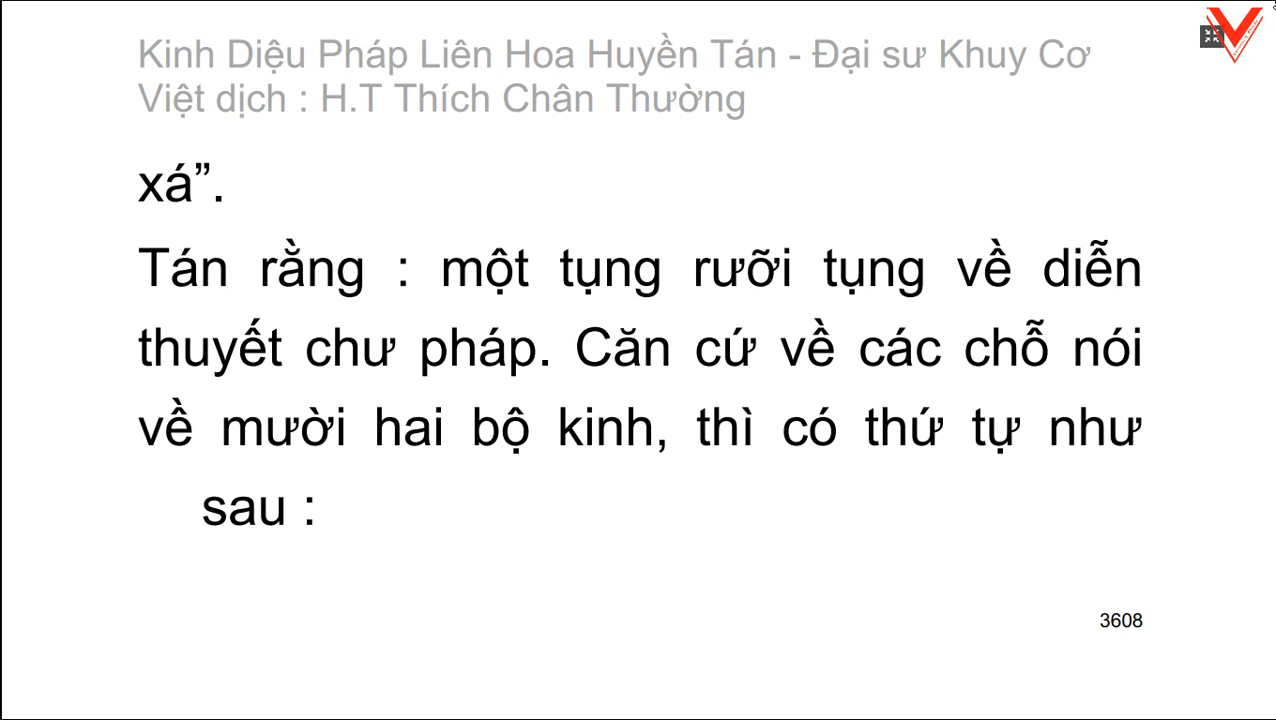 Kinh Diệu Pháp Liên Hoa Huyền Tán - Đại sư Khuy Cơ
Việt dịch : H.T Thích Chân Thường
xá”.
Tán rằng : một tụng rưỡi tụng về diễn
thuyết chư pháp. Căn cứ về các chỗ nói
về mười hai bộ kinh, thì có thứ tự như
sau :
3608